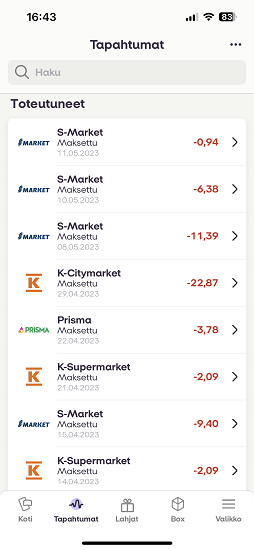 16:43
83
Tapahtumat
Haku
Toteutuneet
S-Market
S MARKET
Maksettu
-0,94
11.05.2023
S-Market
S MARKET
Maksettu
-6,38
10.05.2023
S-Market
S MARKET
Maksettu
-11,39
08.05.2023
K-Citymarket
K
Maksettu
-22,87
29.04.2023
Prisma
PRISMA
Maksettu
-3,78
22.04.2023
K-Supermarket
K
Maksettu
-2,09
21.04.2023
S-Market
S MARKET
Maksettu
-9,40
15.04.2023
K-Supermarket
K
Maksettu
-2,09
14.04.2023
Koti
Tapahtumat
Lahjat
Box
Valikko